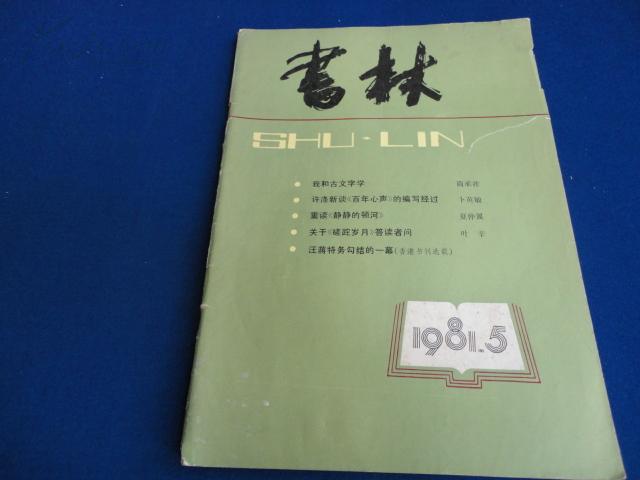 書林
SHU·LIN
我和古文字学 商承祚
许涤新谈《百年心声》的编写经过 卜英敏
重读《静静的顿河》 夏仲翼
关于《蹉跎岁月》答读者问 叶辛
汪蒋特务勾结的一幕(香港书刊选载)
1981.5